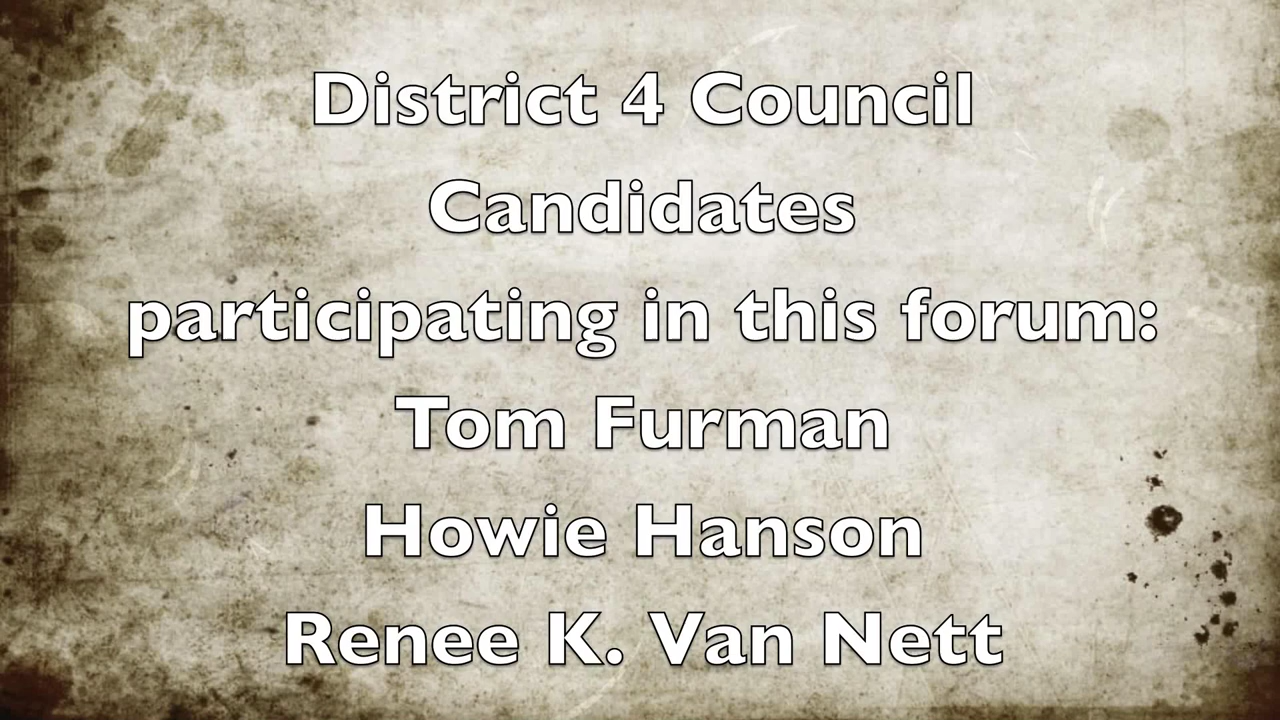 District 4 Council
Candidates
participating in this forum:
Tom Furman
Howie Hanson
Renee K. Van Nett